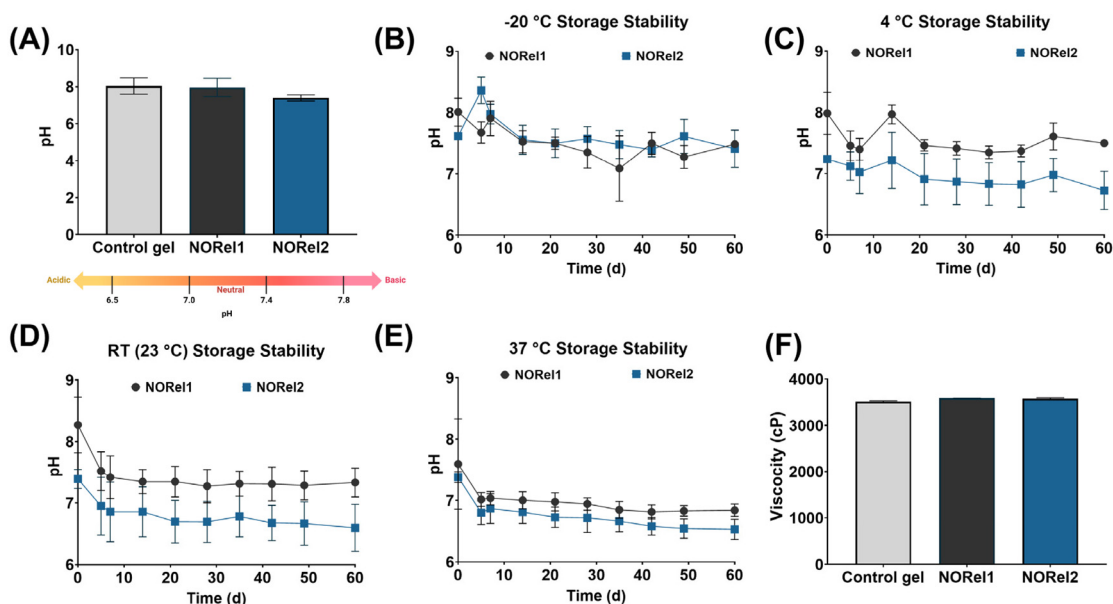 (A)
pH
10
8
6
4
2
0
Control gel NORel1 NORel2
Acidic Neutral Basic
6.5 7.0 7.4 7.8
pH
(B)
-20 °C Storage Stability
NORel1 NORel2
pH
9
8
7
6
0 10 20 30 40 50 60
Time (d)
(C)
4 °C Storage Stability
NORel1 NORel2
pH
9
8
7
6
0 10 20 30 40 50 60
Time (d)
(D)
RT (23 °C) Storage Stability
NORel1 NORel2
pH
9
8
7
6
0 10 20 30 40 50 60
Time (d)
(E)
37 °C Storage Stability
NORel1 NORel2
pH
9
8
7
6
0 10 20 30 40 50 60
Time (d)
(F)
Viscocity (cP)
4000
3000
2000
1000
0
Control gel NORel1 NORel2